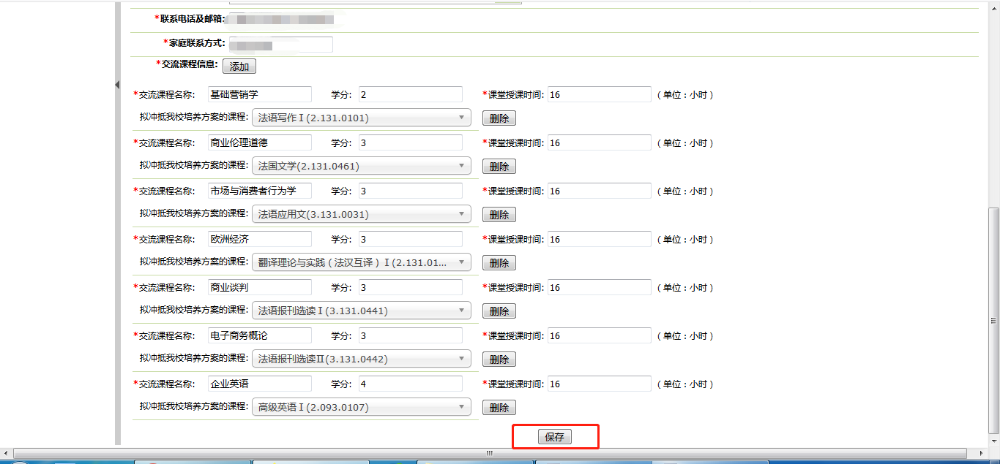 *联系电话及邮箱:
*家庭联系方式:
*交流课程信息: 添加
*交流课程名称: 基础营销学 学分: 2 *课堂授课时间: 16 (单位：小时)
拟冲抵我校培养方案的课程: 法语写作Ⅰ(2.131.0101) 删除
*交流课程名称: 商业伦理道德 学分: 3 *课堂授课时间: 16 (单位：小时)
拟冲抵我校培养方案的课程: 法国文学(2.131.0461) 删除
*交流课程名称: 市场与消费者行为学 学分: 3 *课堂授课时间: 16 (单位：小时)
拟冲抵我校培养方案的课程: 法语应用文(3.131.0031) 删除
*交流课程名称: 欧洲经济 学分: 3 *课堂授课时间: 16 (单位：小时)
拟冲抵我校培养方案的课程: 翻译理论与实践（法汉互译）Ⅰ(2.131.01... 删除
*交流课程名称: 商业谈判 学分: 3 *课堂授课时间: 16 (单位：小时)
拟冲抵我校培养方案的课程: 法语报刊选读Ⅰ(3.131.0441) 删除
*交流课程名称: 电子商务概论 学分: 3 *课堂授课时间: 16 (单位：小时)
拟冲抵我校培养方案的课程: 法语报刊选读Ⅱ(3.131.0442) 删除
*交流课程名称: 企业英语 学分: 4 *课堂授课时间: 16 (单位：小时)
拟冲抵我校培养方案的课程: 高级英语Ⅰ(2.093.0107) 删除
保存